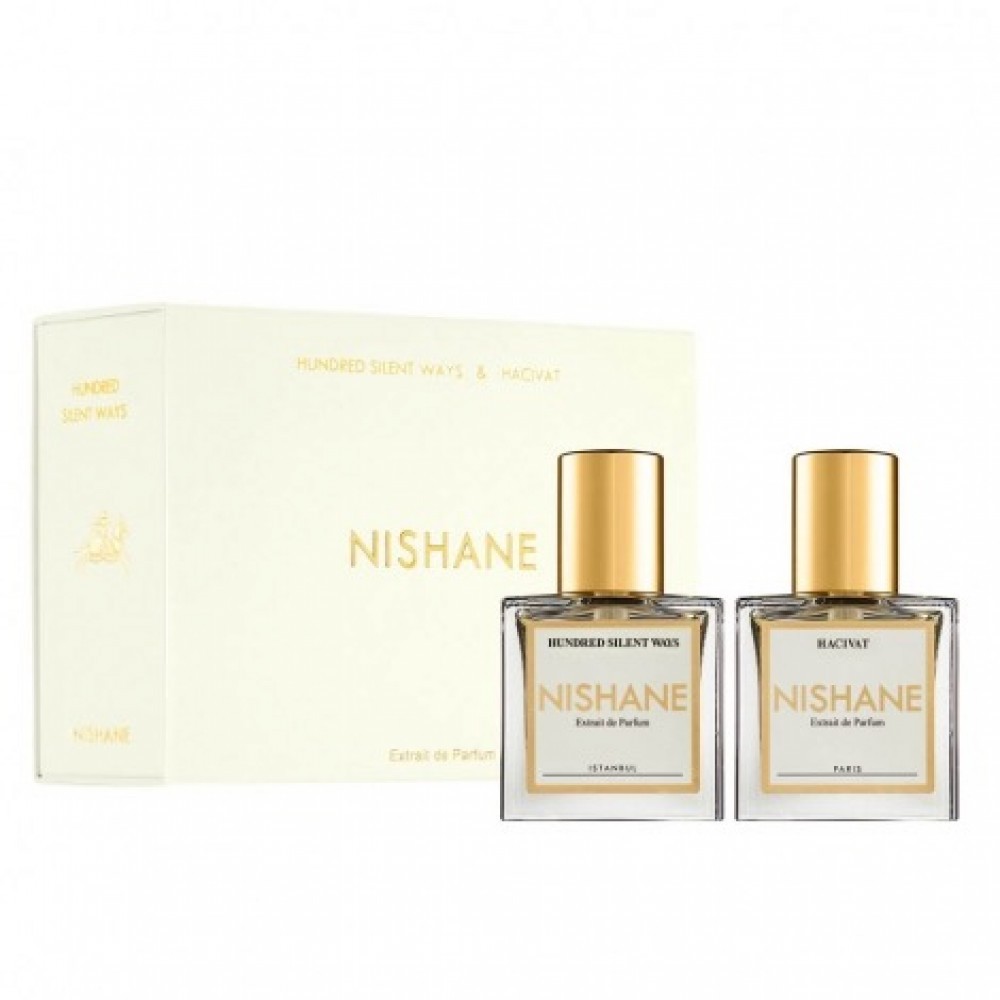 HUNDRED SILENT WAYS & HACIVAT
HUNDRED
SILENT WAYS
NISHANE
NISHANE
Extrait de Parfum
HUNDRED SILENT WAYS
NISHANE
Extrait de Parfum
ISTANBUL
HACIVAT
NISHANE
Extrait de Parfum
PARIS